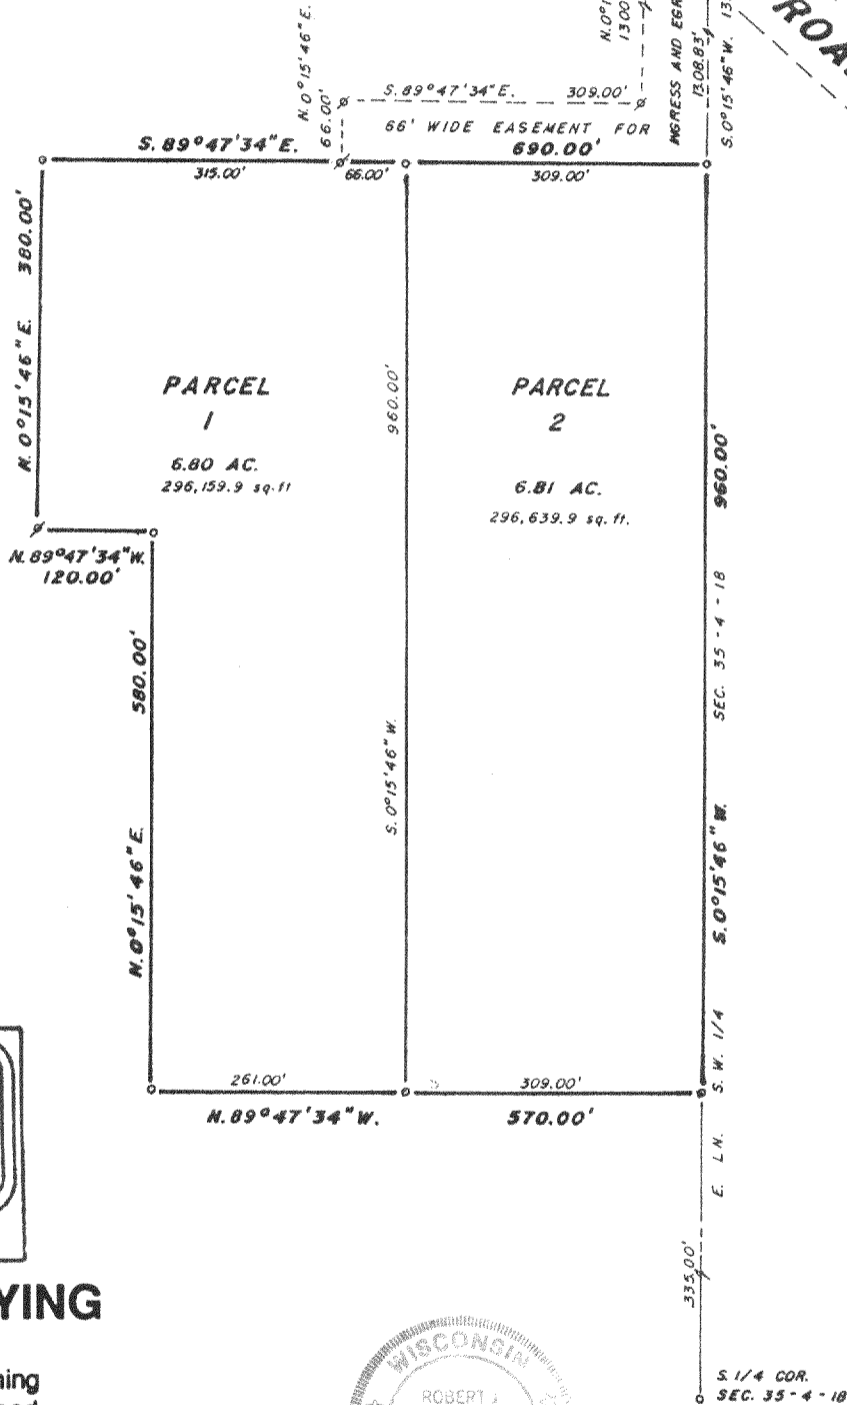 N.0°15'46"E.
66.00'
S.89°47'34"E. 309.00'
66' WIDE EASEMENT FOR
INGRESS AND EGR
1308.83'
S.0°15'46"W. 13
N.0°1
1300
ROA
S.89°47'34"E. 690.00'
315.00' 66.00' 309.00'
N.0°15'46"E. 380.00'
PARCEL
1
6.80 AC.
296,159.9 sq.ft
960.00'
S.0°15'46"W.
PARCEL
2
6.81 AC.
296,639.9 sq.ft.
S.0°15'46"W. 960.00'
N.89°47'34"W.
120.00'
N.0°15'46"E. 580.00'
E. LN. S.W. 1/4 SEC. 35-4-18
261.00' 309.00'
N.89°47'34"W. 570.00'
335.00'
YING
ning
WISCONSIN
ROBERT J
S. 1/4 COR.
SEC. 35-4-18